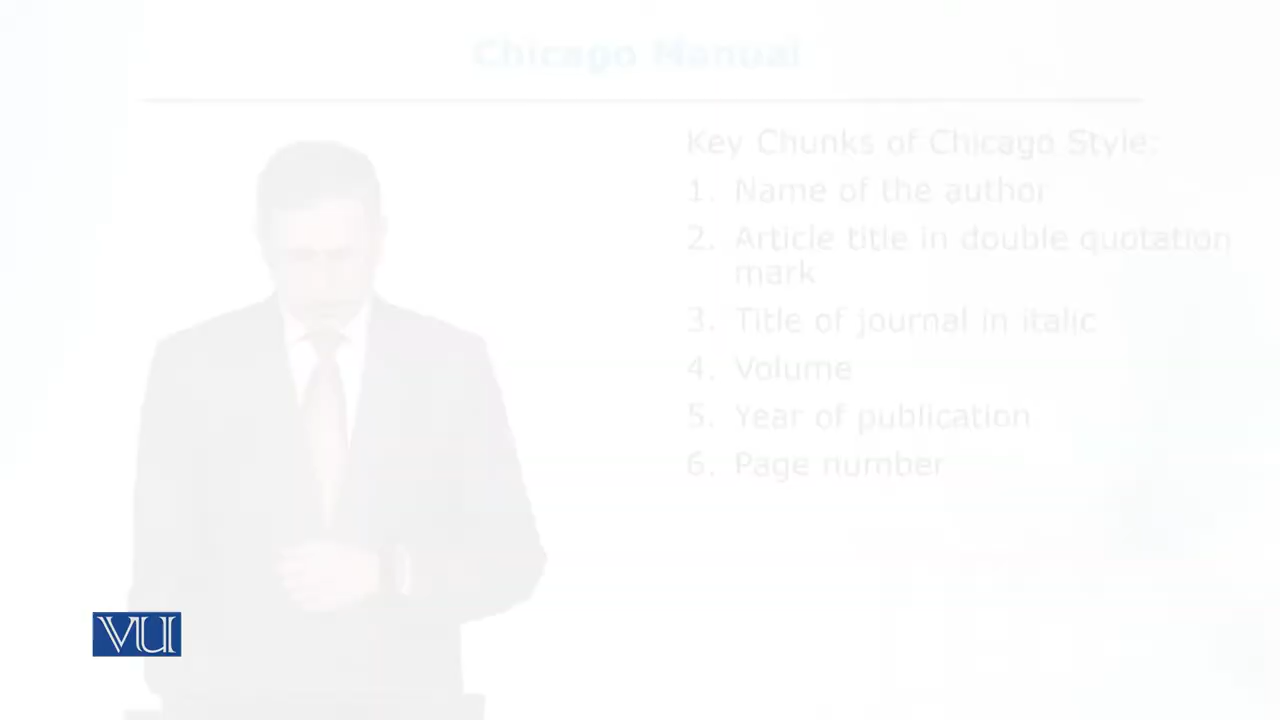 Chicago Manual
Key Chunks of Chicago Style:
1. Name of the author
2. Article title in double quotation
mark
3. Title of journal in italic
4. Volume
5. Year of publication
6. Page number
VU